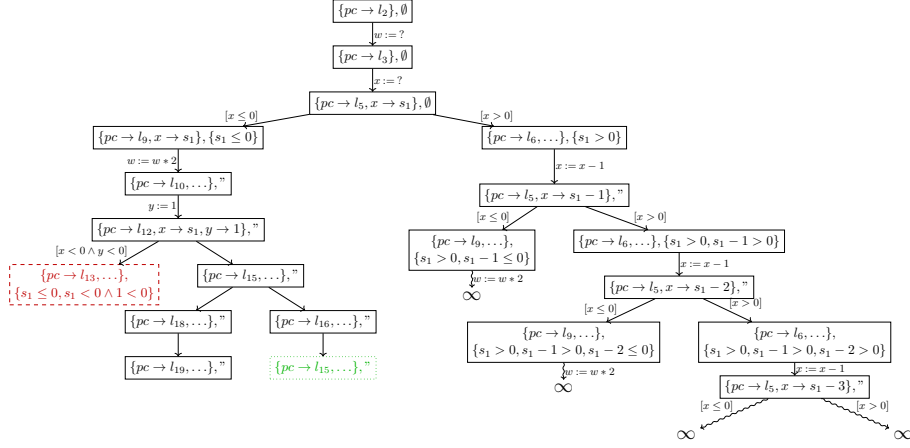 {pc → l₂}, ∅
w := ?
{pc → l₃}, ∅
x := ?
{pc → l₅, x → s₁}, ∅
[x ≤ 0]
[x > 0]
{pc → l₉, x → s₁}, {s₁ ≤ 0}
{pc → l₆, …}, {s₁ > 0}
w := w * 2
x := x − 1
{pc → l₁₀, …}, ”
{pc → l₅, x → s₁ − 1}, ”
y := 1
[x ≤ 0]
[x > 0]
{pc → l₁₂, x → s₁, y → 1}, ”
{pc → l₉, …},
{s₁ > 0, s₁ − 1 ≤ 0}
{pc → l₆, …}, {s₁ > 0, s₁ − 1 > 0}
[x < 0 ∧ y < 0]
w := w * 2
x := x − 1
{pc → l₁₃, …},
{s₁ ≤ 0, s₁ < 0 ∧ 1 < 0}
{pc → l₁₅, …}, ”
∞
{pc → l₅, x → s₁ − 2}, ”
[x ≤ 0]
[x > 0]
{pc → l₁₈, …}, ”
{pc → l₁₆, …}, ”
{pc → l₉, …},
{s₁ > 0, s₁ − 1 > 0, s₁ − 2 ≤ 0}
{pc → l₆, …},
{s₁ > 0, s₁ − 1 > 0, s₁ − 2 > 0}
{pc → l₁₉, …}, ”
{pc → l₁₅, …}, ”
w := w * 2
x := x − 1
∞
{pc → l₅, x → s₁ − 3}, ”
[x ≤ 0]
[x > 0]
∞
∞